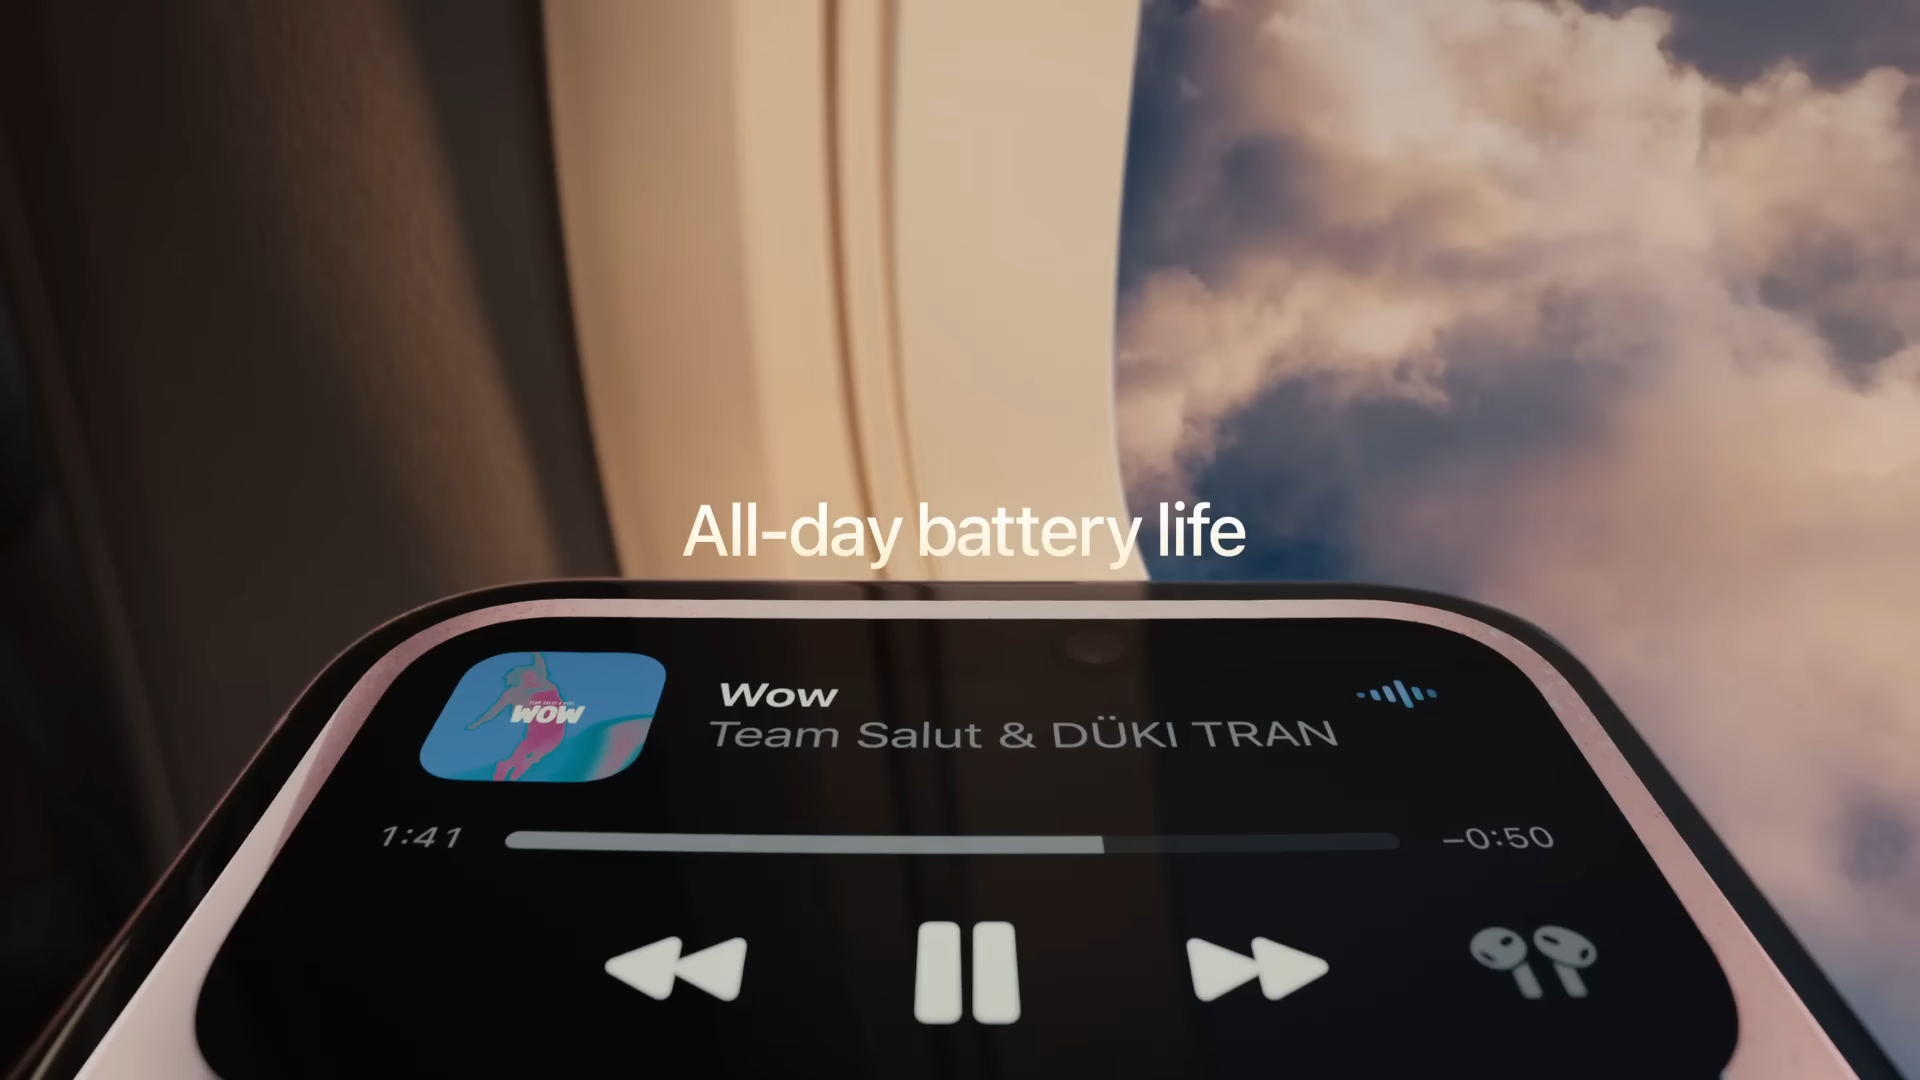 All-day battery life
WOW
Wow
Team Salut & DÜKI TRAN
1:41
-0:50